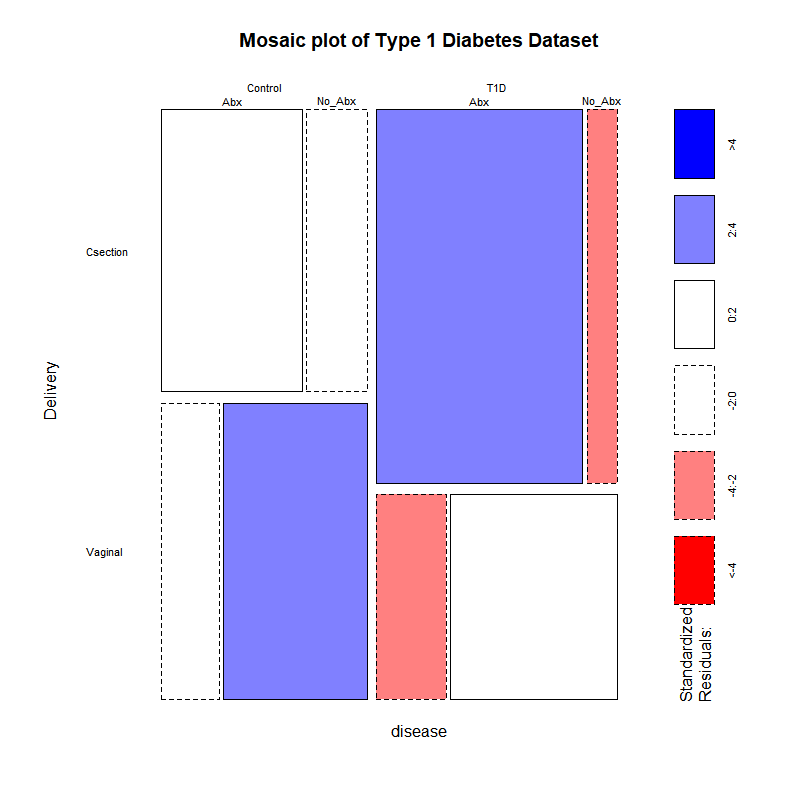 Mosaic plot of Type 1 Diabetes Dataset
Control
T1D
Abx
No_Abx
Abx
No_Abx
Csection
Vaginal
Delivery
disease
>4
2:4
0:2
-2:0
-4:-2
<-4
Standardized
Residuals: